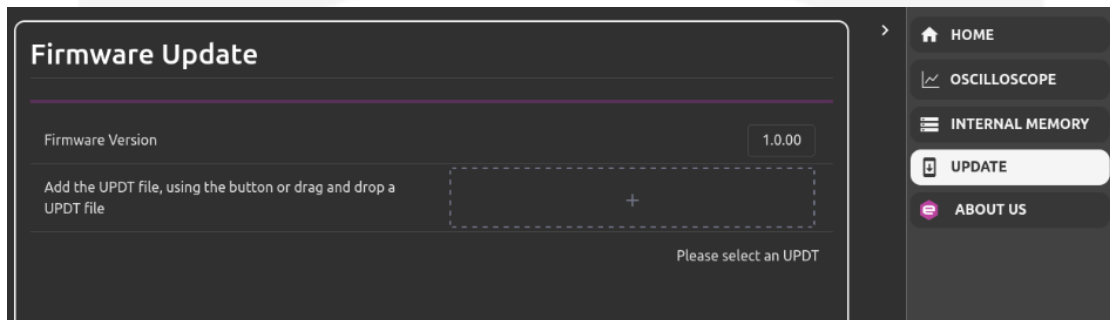 Firmware Update
Firmware Version
1.0.00
Add the UPDT file, using the button or drag and drop a
UPDT file
+
Please select an UPDT
HOME
OSCILLOSCOPE
INTERNAL MEMORY
UPDATE
ABOUT US